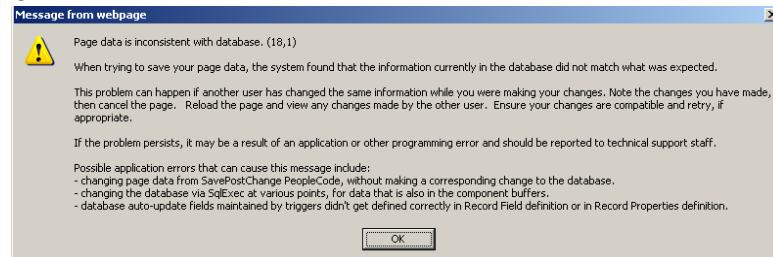 Message from webpage
Page data is inconsistent with database. (18,1)
When trying to save your page data, the system found that the information currently in the database did not match what was expected.
This problem can happen if another user has changed the same information while you were making your changes. Note the changes you have made,
then cancel the page. Reload the page and view any changes made by the other user. Ensure your changes are compatible and retry, if
appropriate.
If the problem persists, it may be a result of an application or other programming error and should be reported to technical support staff.
Possible application errors that can cause this message include:
- changing page data from SavePostChange PeopleCode, without making a corresponding change to the database.
- changing the database via SqlExec at various points, for data that is also in the component buffers.
- database auto-update fields maintained by triggers didn't get defined correctly in Record Field definition or in Record Properties definition.
OK